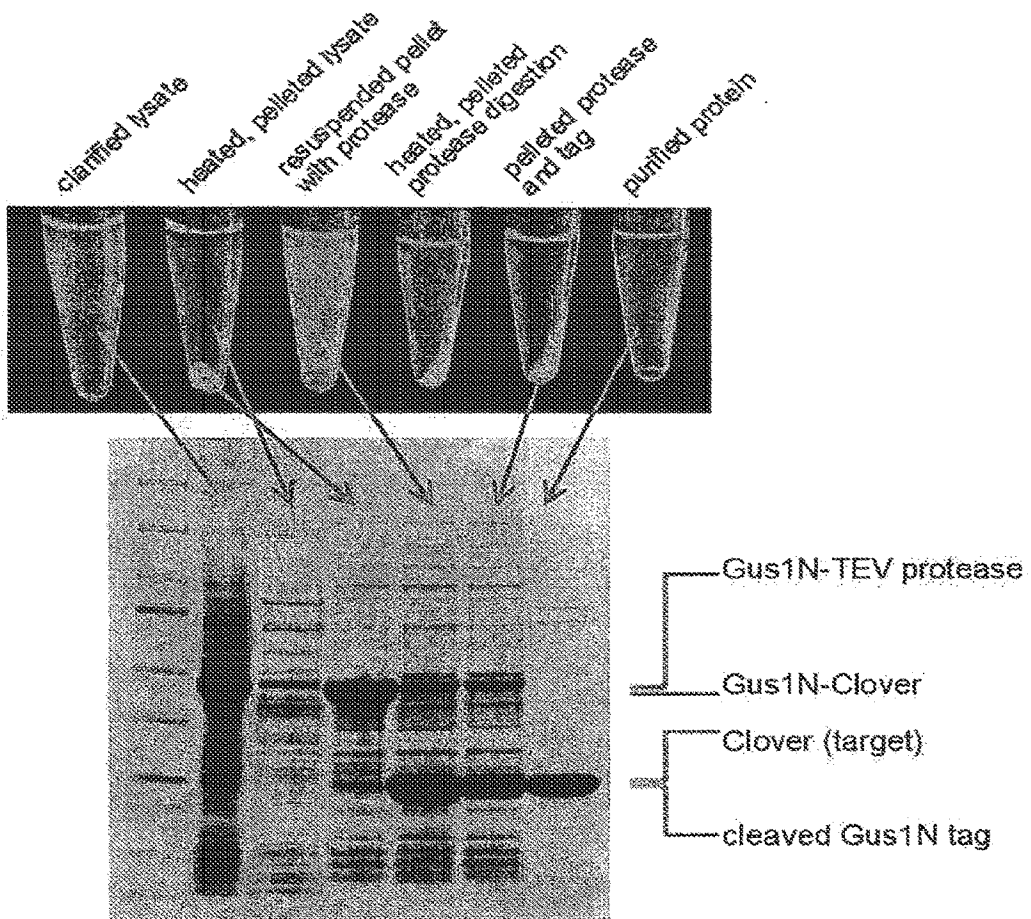 clarified lysate
heated, pelleted lysate
resuspended pellet
with protease
heated, pelleted
protease digestion
pelleted protease
and tag
purified protein
Gus1N-TEV protease
Gus1N-Clover
Clover (target)
cleaved Gus1N tag